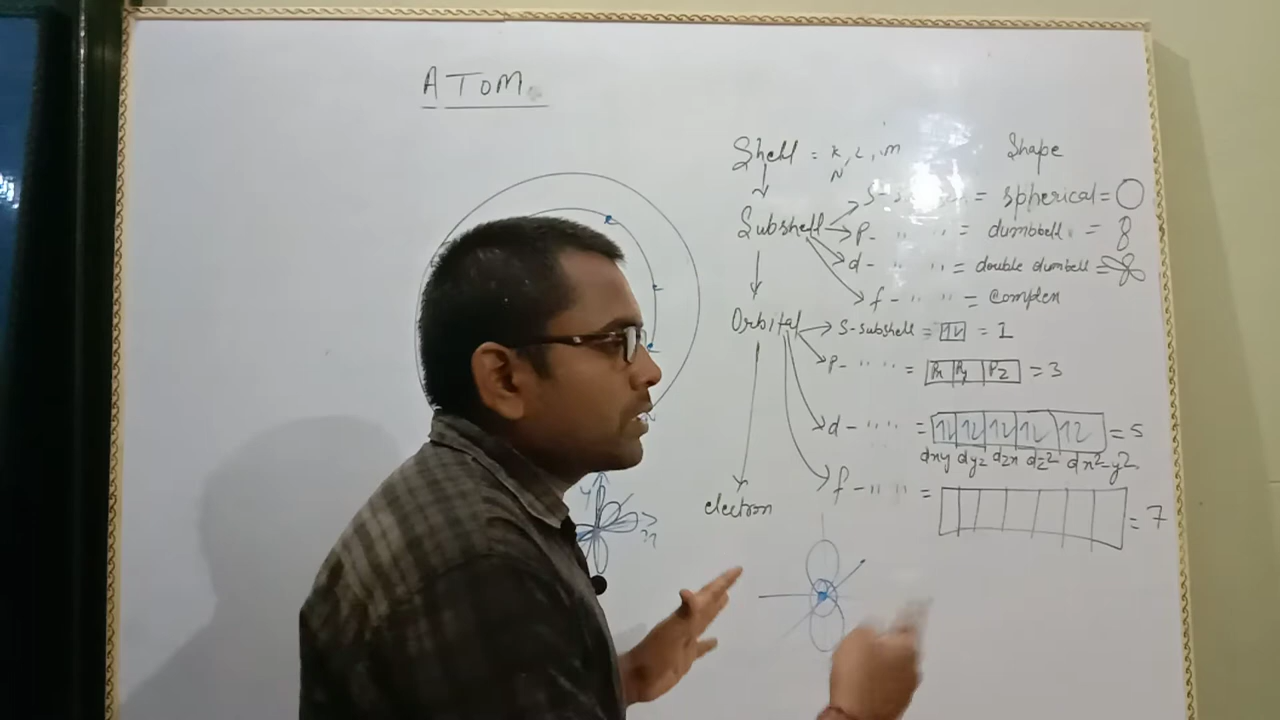 ATOM.
Shell = K, L, M
N
Shape
Subshell
S- = spherical =
P- " " " = dumbbell =
d- " " " = double dumbell =
f- " " " = Complex
Orbital
S-subshell = = 1
P- " " " = Px Py Pz = 3
d- " " " = = 5
dxy dyz dzx dz² dx²-y²
f- " " " = = 7
electron
y
x